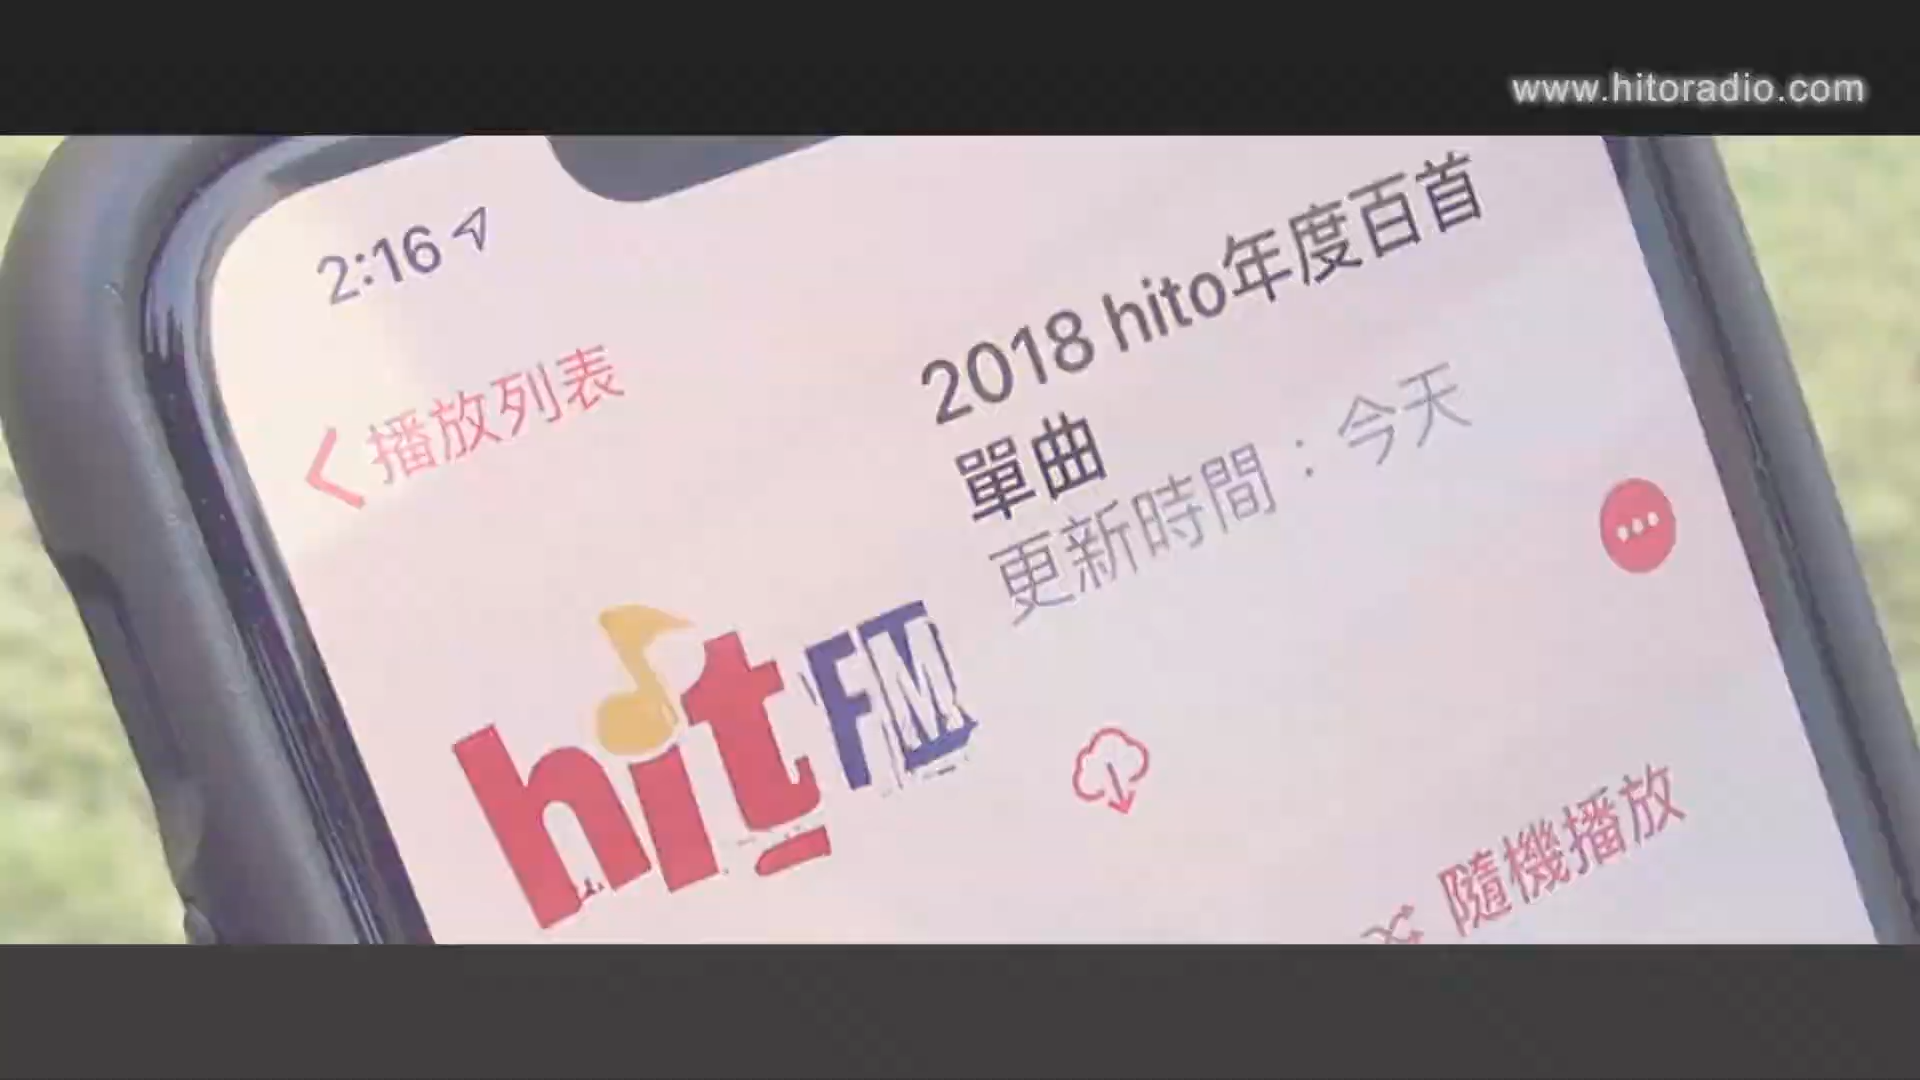 www.hitoradio.com
2:16
播放列表
2018 hito年度百首
單曲
更新時間：今天
hit FM
隨機播放